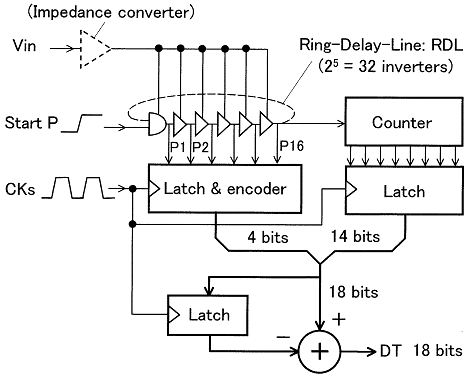 (Impedance converter)
Vin
Ring-Delay-Line: RDL
(2⁵ = 32 inverters)
Start P
P1 P2 P16
Counter
CKs
Latch & encoder
Latch
4 bits 14 bits
18 bits
Latch
− +
+
DT 18 bits